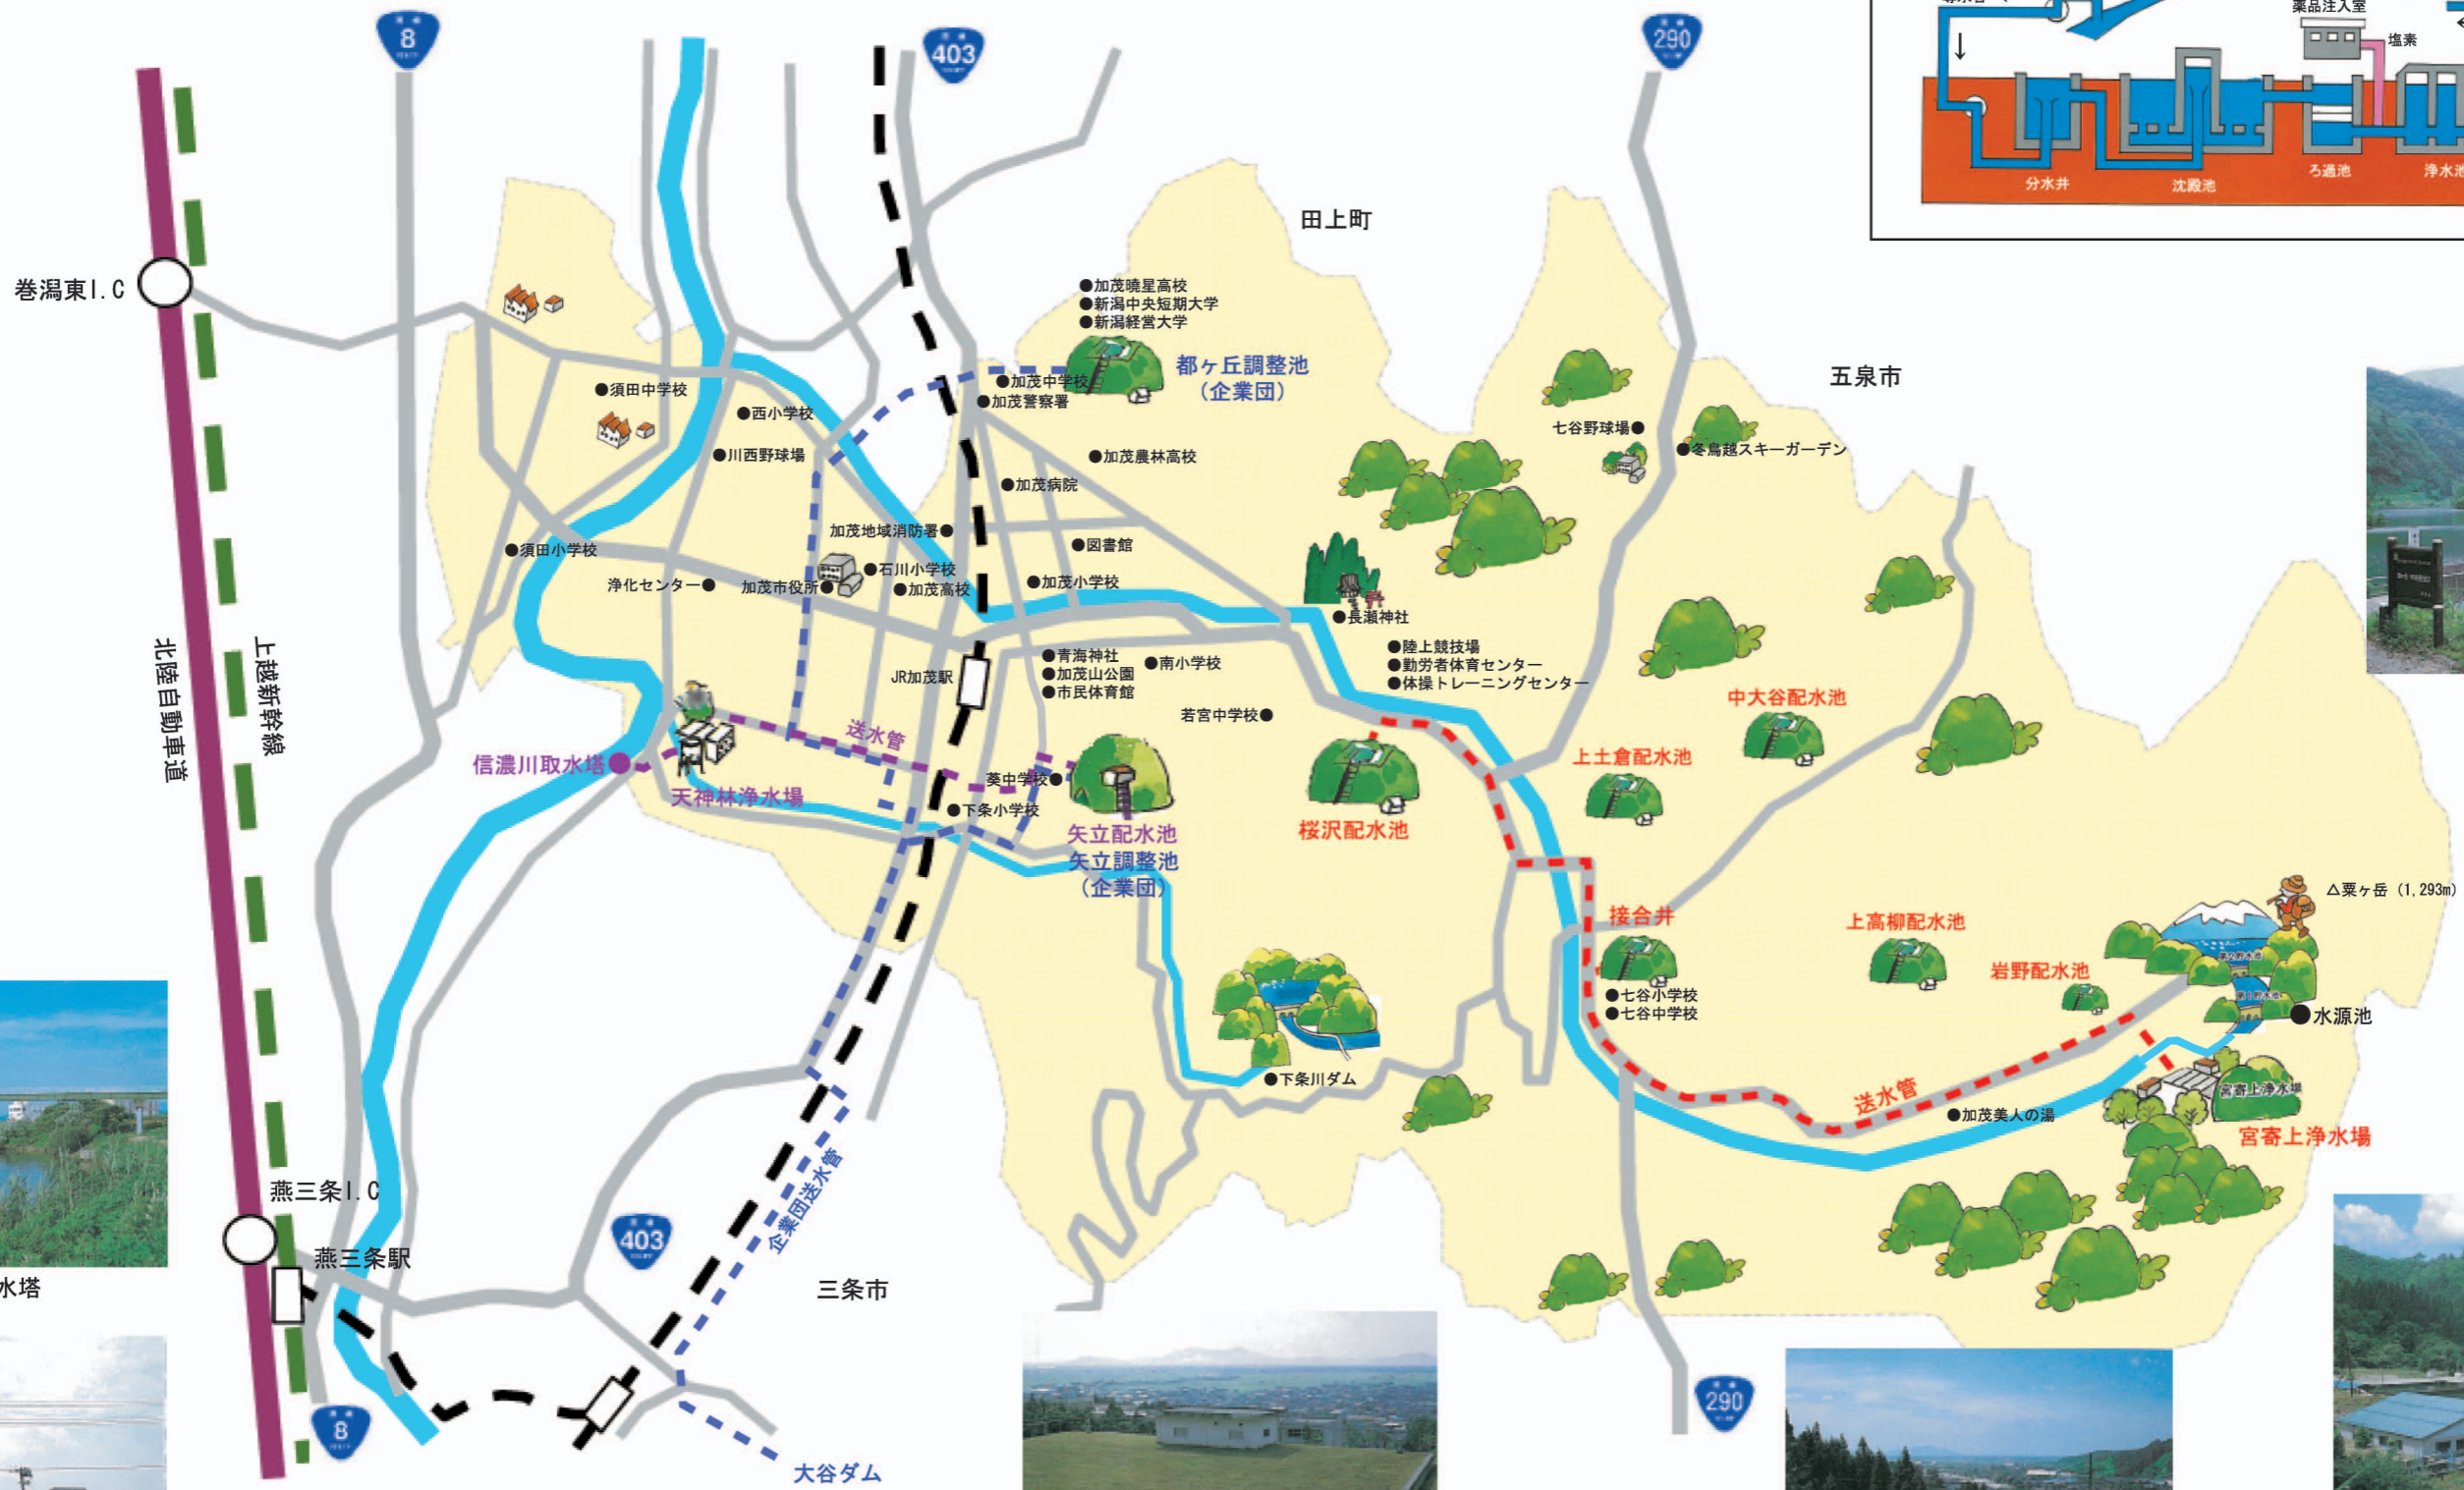 8
403
290
薬品注入室
塩素
分水井
沈殿池
ろ過池
浄水池
田上町
巻潟東I.C
●加茂暁星高校
●新潟中央短期大学
●新潟経営大学
都ヶ丘調整池
(企業団)
五泉市
●須田中学校
●加茂中学校
●加茂警察署
●西小学校
七谷野球場●
●冬鳥越スキーガーデン
●川西野球場
●加茂農林高校
●加茂病院
加茂地域消防署●
●図書館
●須田小学校
●石川小学校
浄化センター●
加茂市役所●
●加茂高校
●加茂小学校
●長瀬神社
北陸自動車道
上越新幹線
●青海神社
●加茂山公園
●市民体育館
●南小学校
●陸上競技場
●勤労者体育センター
●体操トレーニングセンター
JR加茂駅
若宮中学校●
中大谷配水池
送水管
信濃川取水塔
上土倉配水池
葵中学校●
天神林浄水場
●下条小学校
矢立配水池
矢立調整池
(企業団)
桜沢配水池
△粟ヶ岳 (1,293m)
接合井
上高柳配水池
岩野配水池
●七谷小学校
●七谷中学校
●水源池
●下条川ダム
送水管
●加茂美人の湯
宮寄上浄水場
宮寄上浄水場
企業団送水管
燕三条I.C
燕三条駅
403
三条市
水塔
8
290
大谷ダム